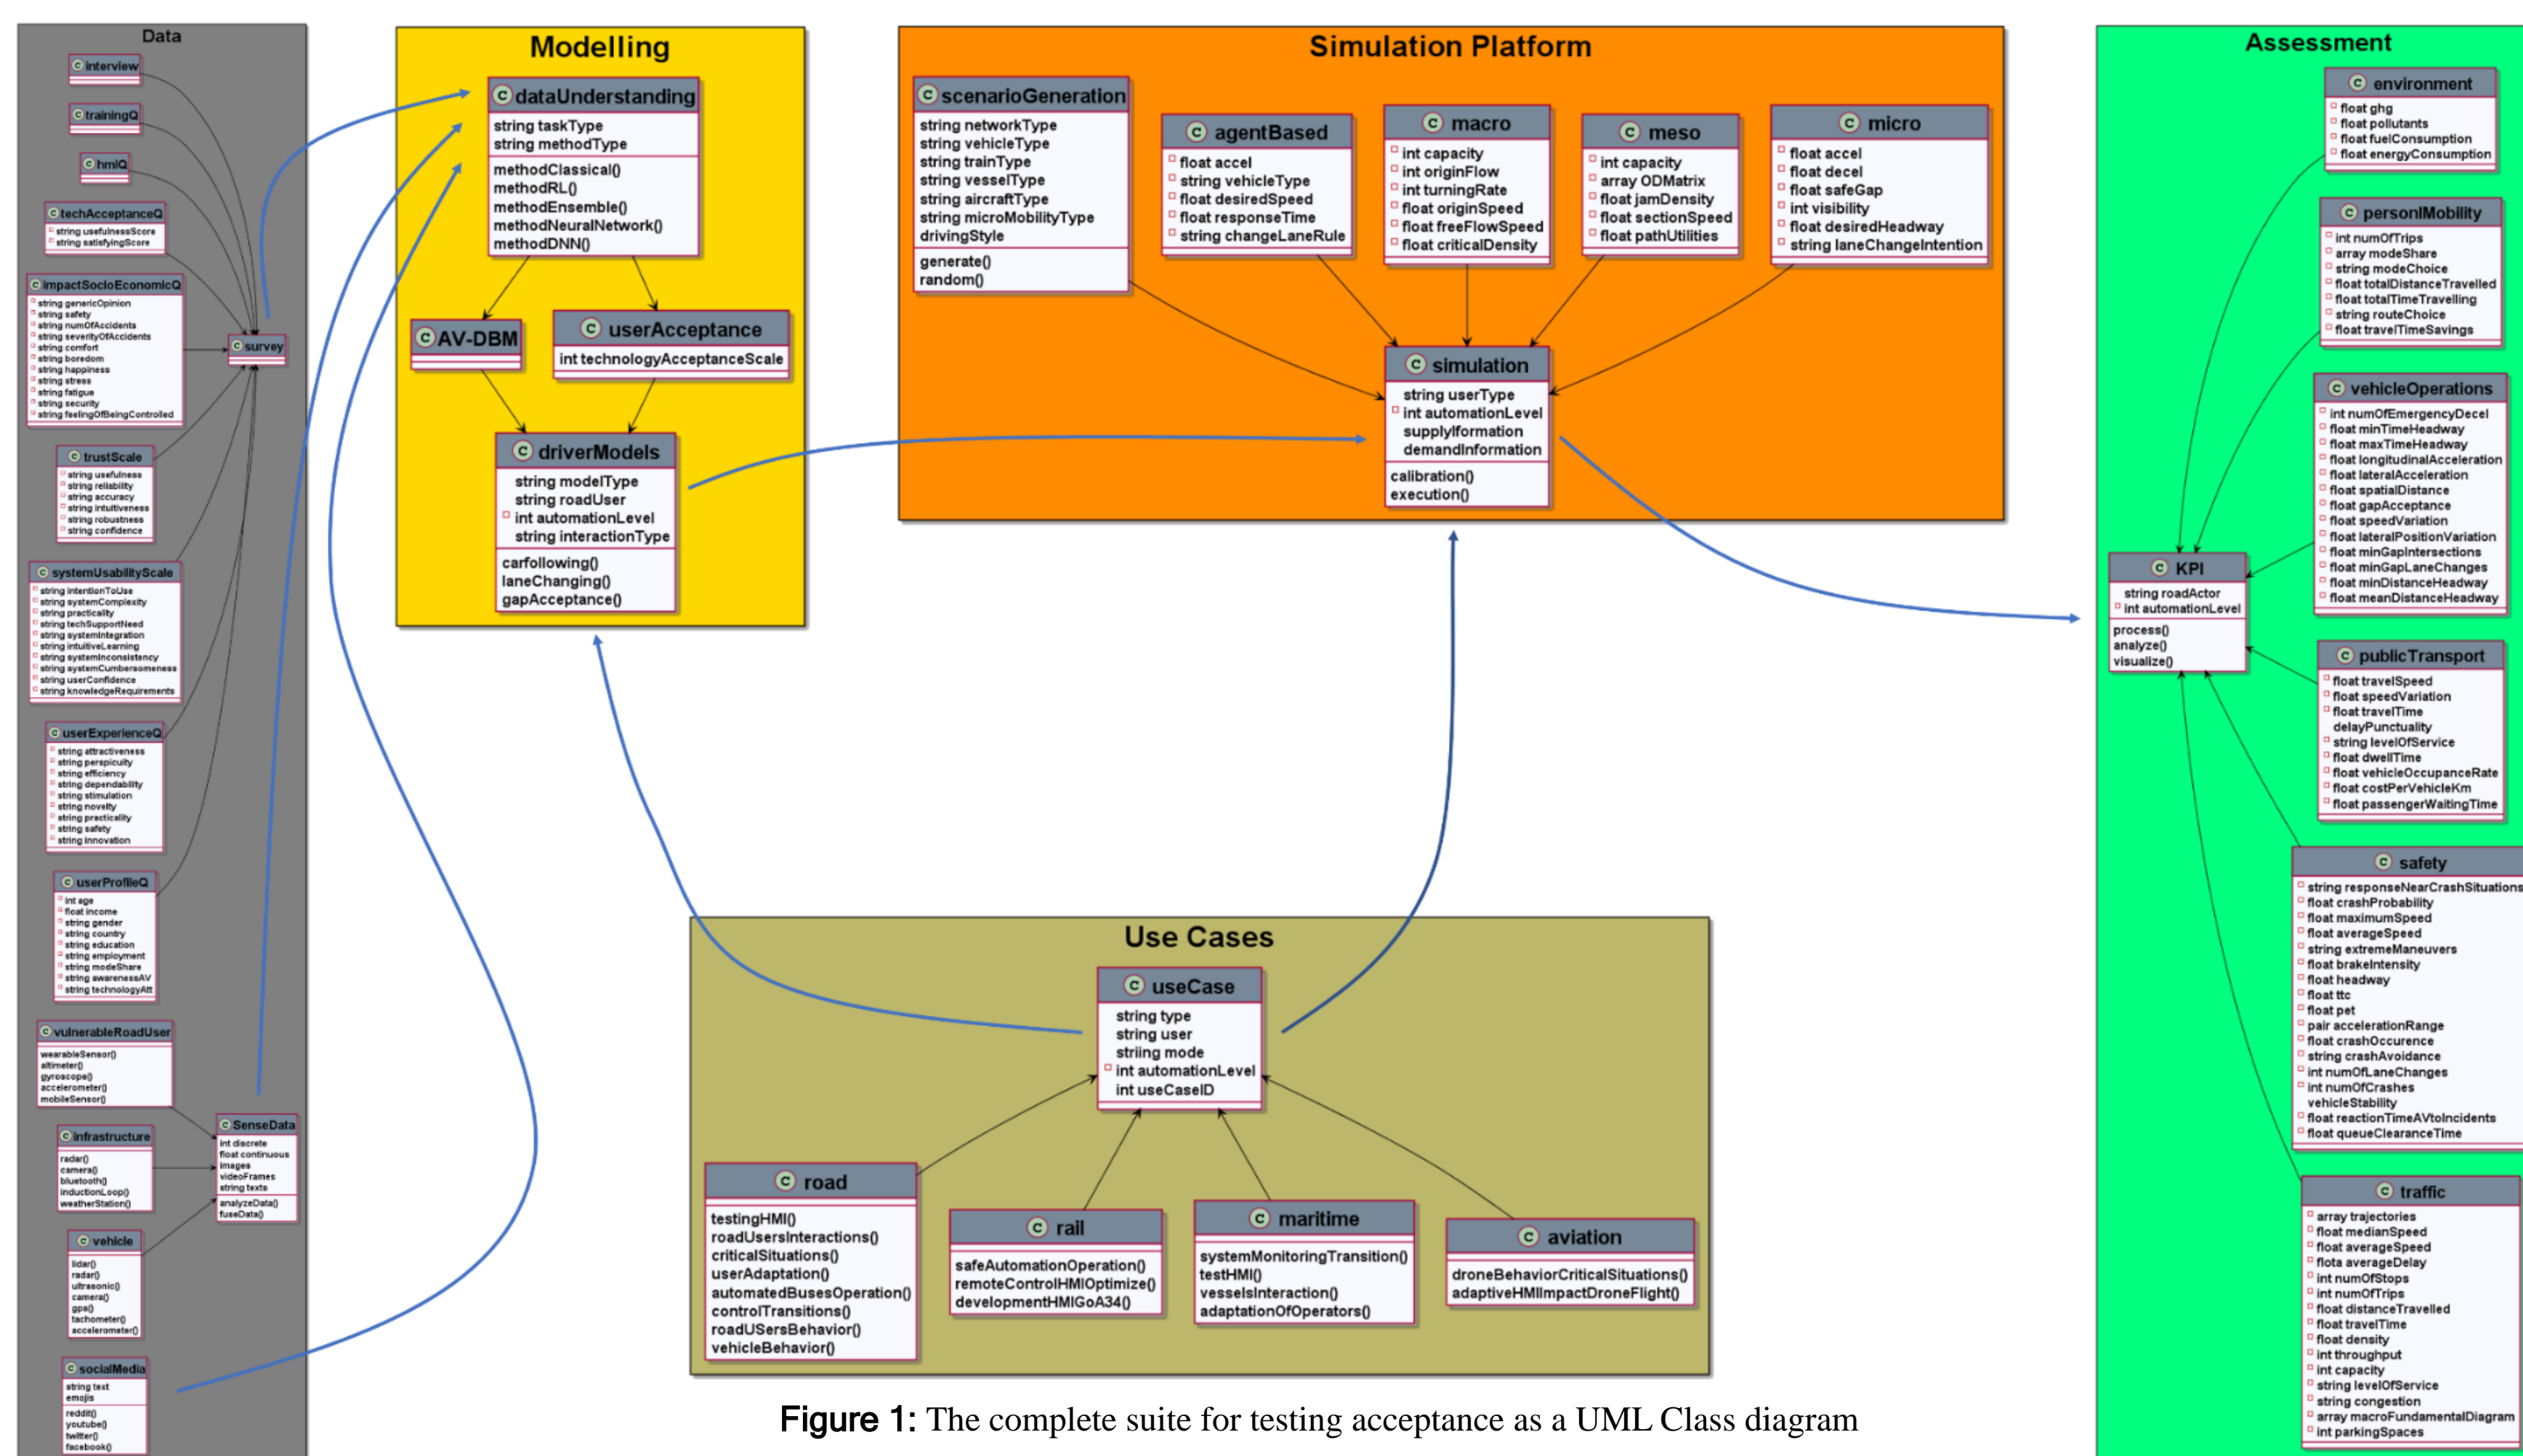 Data
interview
trainingQ
hmiQ
techAcceptanceQ
string usefulnessScore
string satisfyingScore
impactSocioEconomicQ
string genericOpinion
string safety
string numOfAccidents
string severityOfAccidents
string comfort
string boredom
string happiness
string stress
string fatigue
string security
string feelingOfBeingControlled
survey
trustScale
string usefulness
string reliability
string accuracy
string intuitiveness
string robustness
string confidence
systemUsabilityScale
string intentionToUse
string systemComplexity
string practicality
string techSupportNeed
string systemIntegration
string intuitiveLearning
string systemInconsistency
string systemCumbersomeness
string userConfidence
string knowledgeRequirements
userExperienceQ
string attractiveness
string perspicuity
string efficiency
string dependability
string stimulation
string novelty
string practicality
string safety
string innovation
userProfileQ
int age
float income
string gender
string country
string education
string employment
string modeShare
string awarenessAV
string technologyAtt
vulnerableRoadUser
wearableSensor()
altimeter()
gyroscope()
accelerometer()
mobileSensor()
infrastructure
radar()
camera()
bluetooth()
inductionLoop()
weatherStation()
SenseData
int discrete
float continuous
images
videoFrames
string texts
analyzeData()
fuseData()
vehicle
lidar()
radar()
ultrasonic()
camera()
gps()
tachometer()
accelerometer()
socialMedia
string text
emojis
reddit()
youtube()
twitter()
facebook()
Modelling
dataUnderstanding
string taskType
string methodType
methodClassical()
methodRL()
methodEnsemble()
methodNeuralNetwork()
methodDNN()
AV-DBM
userAcceptance
int technologyAcceptanceScale
driverModels
string modelType
string roadUser
int automationLevel
string interactionType
carfollowing()
laneChanging()
gapAcceptance()
Simulation Platform
scenarioGeneration
string networkType
string vehicleType
string trainType
string vesselType
string aircraftType
string microMobilityType
drivingStyle
generate()
random()
agentBased
float accel
string vehicleType
float desiredSpeed
float responseTime
string changeLaneRule
macro
int capacity
int originFlow
int turningRate
float originSpeed
float freeFlowSpeed
float criticalDensity
meso
int capacity
array ODMatrix
float jamDensity
float sectionSpeed
float pathUtilities
micro
float accel
float decel
float safeGap
int visibility
float desiredHeadway
string laneChangeIntention
simulation
string userType
int automationLevel
supplyIformation
demandInformation
calibration()
execution()
Use Cases
useCase
string type
string user
striing mode
int automationLevel
int useCaseID
road
testingHMI()
roadUsersInteractions()
criticalSituations()
userAdaptation()
automatedBusesOperation()
controlTransitions()
roadUSersBehavior()
vehicleBehavior()
rail
safeAutomationOperation()
remoteControlHMIOptimize()
developmentHMIGoA34()
maritime
systemMonitoringTransition()
testHMI()
vesselsInteraction()
adaptationOfOperators()
aviation
droneBehaviorCriticalSituations()
adaptiveHMIImpactDroneFlight()
Assessment
environment
float ghg
float pollutants
float fuelConsumption
float energyConsumption
personlMobility
int numOfTrips
array modeShare
string modeChoice
float totalDistanceTravelled
float totalTimeTravelling
string routeChoice
float travelTimeSavings
vehicleOperations
int numOfEmergencyDecel
float minTimeHeadway
float maxTimeHeadway
float longitudinalAcceleration
float lateralAcceleration
float spatialDistance
float gapAcceptance
float speedVariation
float lateralPositionVariation
float minGapIntersections
float minGapLaneChanges
float minDistanceHeadway
float meanDistanceHeadway
KPI
string roadActor
int automationLevel
process()
analyze()
visualize()
publicTransport
float travelSpeed
float speedVariation
float travelTime
delayPunctuality
string levelOfService
float dwellTime
float vehicleOccupanceRate
float costPerVehicleKm
float passengerWaitingTime
safety
string responseNearCrashSituations
float crashProbability
float maximumSpeed
float averageSpeed
string extremeManeuvers
float brakeIntensity
float headway
float ttc
float pet
pair accelerationRange
float crashOccurence
string crashAvoidance
int numOfLaneChanges
int numOfCrashes
vehicleStability
float reactionTimeAVtoIncidents
float queueClearanceTime
traffic
array trajectories
float medianSpeed
float averageSpeed
flota averageDelay
int numOfStops
int numOfTrips
float distanceTravelled
float travelTime
float density
int throughput
int capacity
string levelOfService
string congestion
array macroFundamentalDiagram
int parkingSpaces
Figure 1: The complete suite for testing acceptance as a UML Class diagram